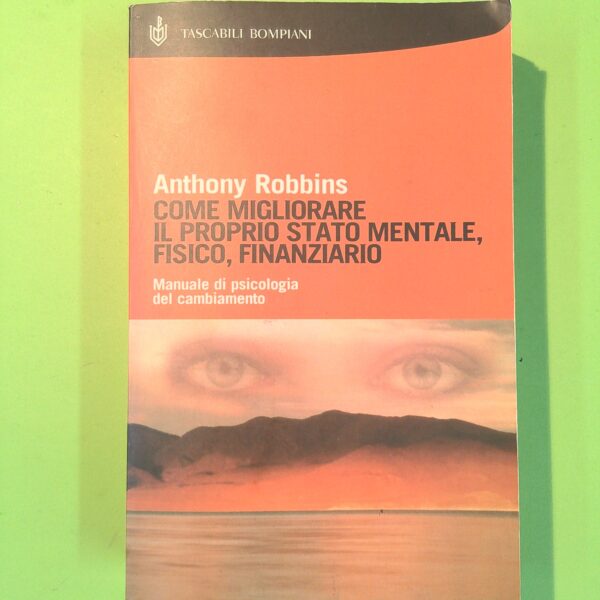 TASCABILI BOMPIANI
Anthony Robbins
COME MIGLIORARE
IL PROPRIO STATO MENTALE,
FISICO, FINANZIARIO
Manuale di psicologia
del cambiamento